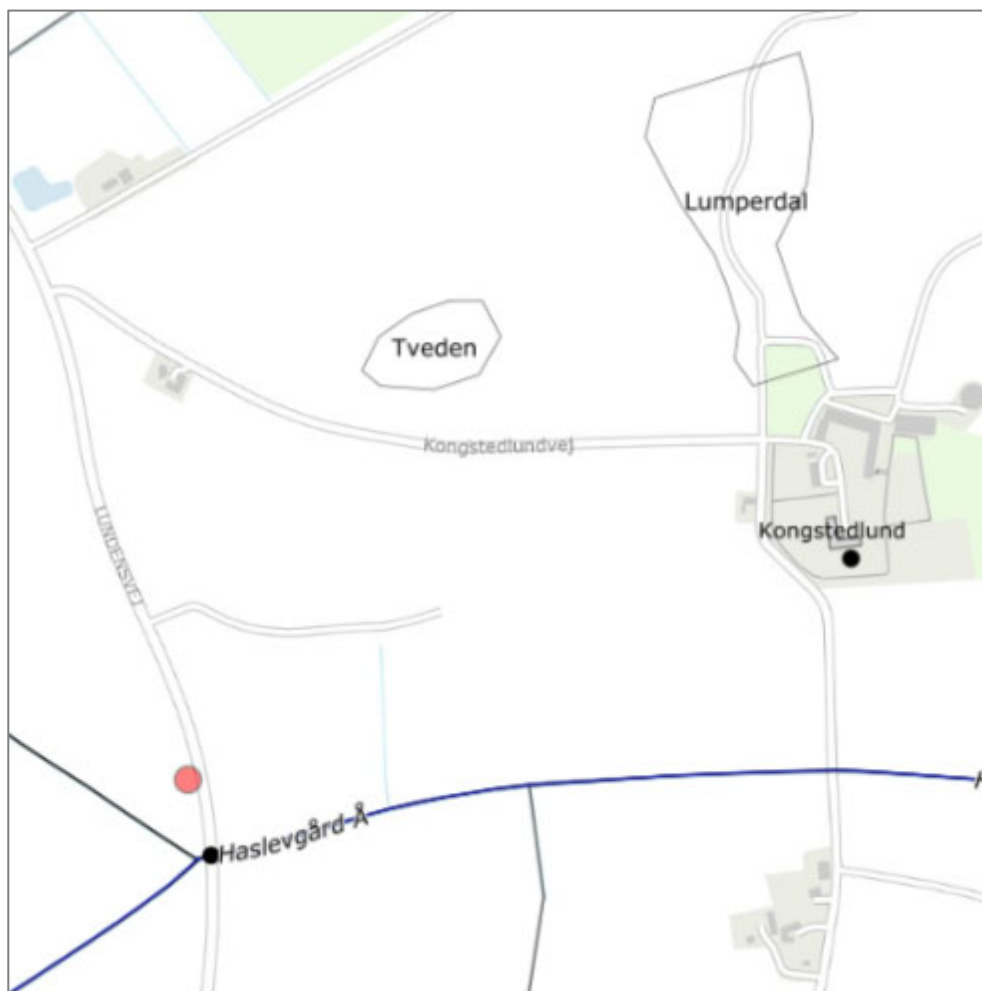 Lumperdal
Tveden
Kongstedlundvej
LUNDENSVEJ
Kongstedlund
Haslevgård Å